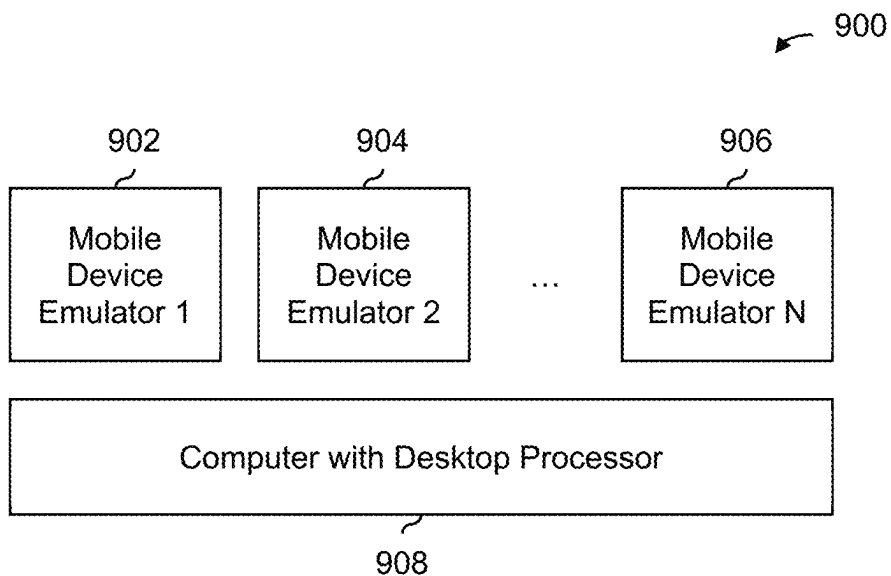 900
902
904
906
Mobile
Device
Emulator 1
Mobile
Device
Emulator 2
...
Mobile
Device
Emulator N
Computer with Desktop Processor
908